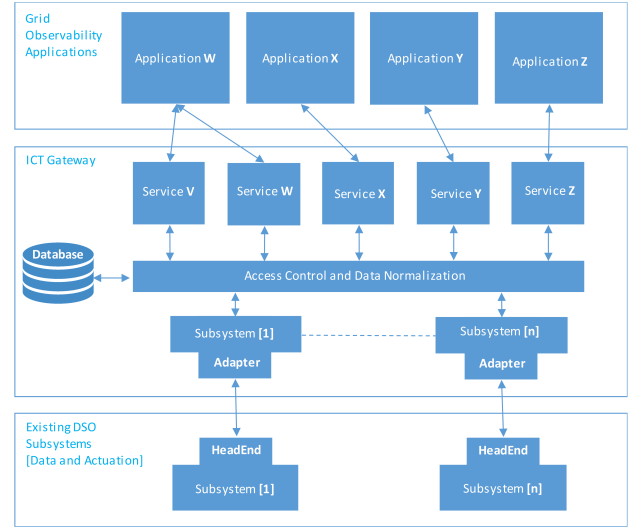 Grid
Observability
Applications
Application W
Application X
Application Y
Application Z
ICT Gateway
Service V
Service W
Service X
Service Y
Service Z
Database
Access Control and Data Normalization
Subsystem [1]
Adapter
Subsystem [n]
Adapter
Existing DSO
Subsystems
[Data and Actuation]
HeadEnd
Subsystem [1]
HeadEnd
Subsystem [n]